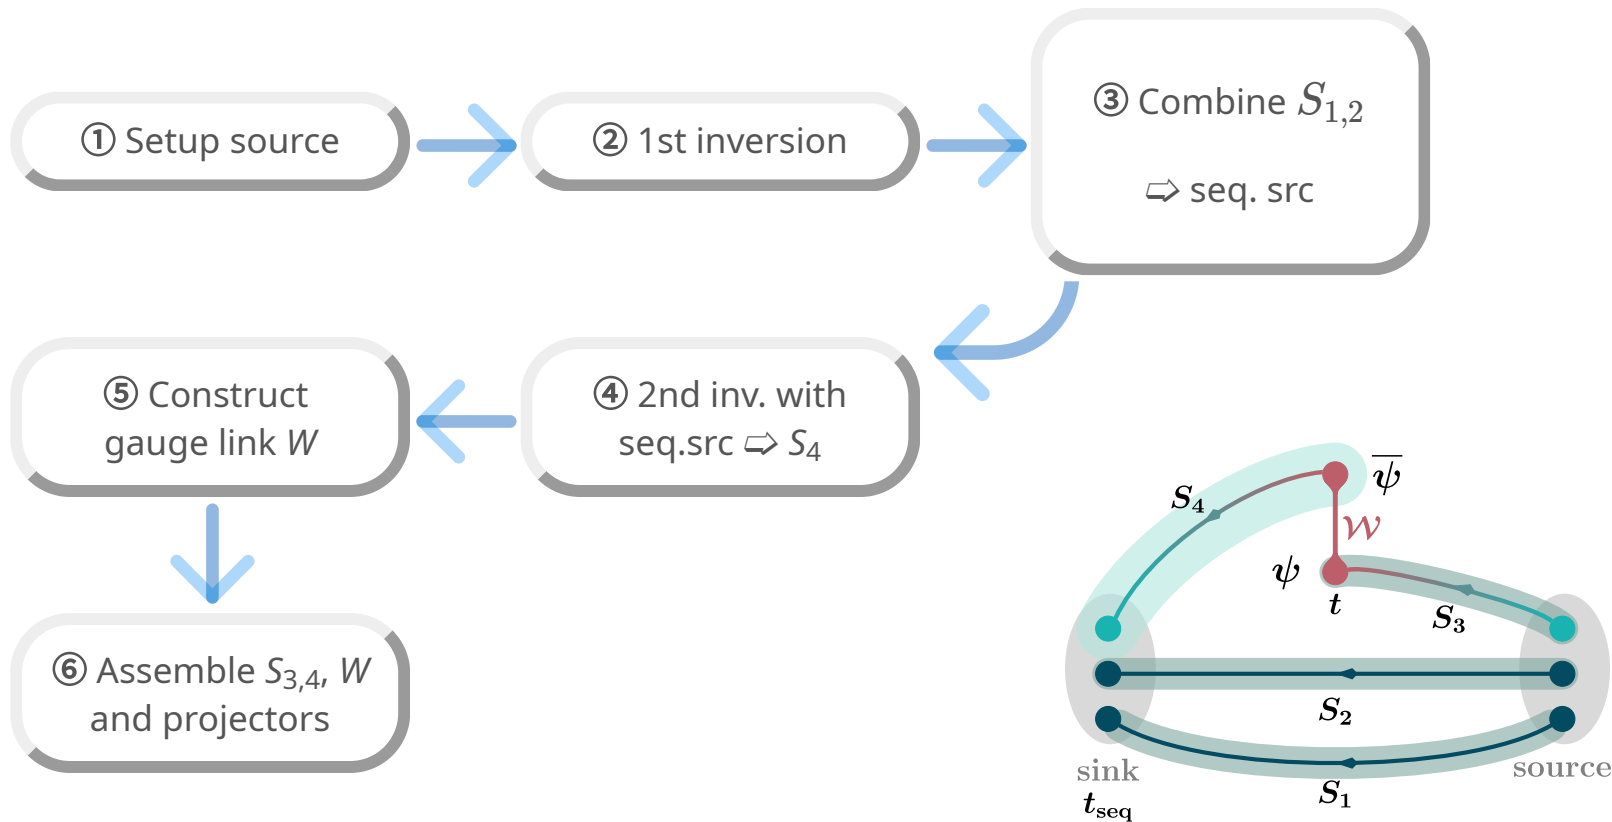 ① Setup source
② 1st inversion
③ Combine S₁,₂
⇨ seq. src
④ 2nd inv. with
seq.src ⇨ S₄
⑤ Construct
gauge link W
⑥ Assemble S₃,₄, W
and projectors
ψ̅
S₄
𝒲
ψ
t
S₃
S₂
sink
source
t_seq
S₁